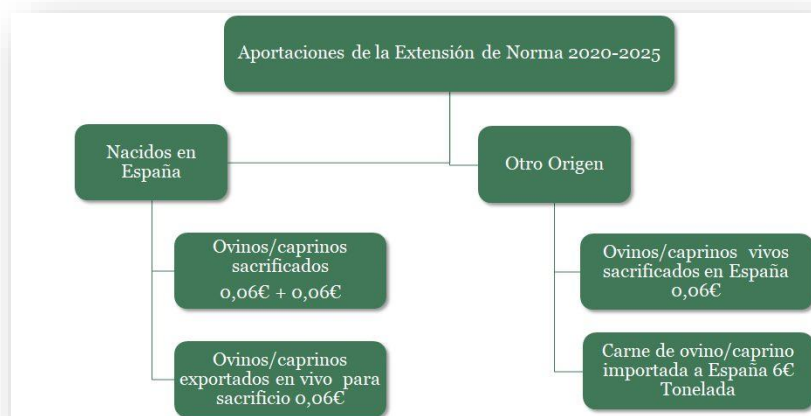 Aportaciones de la Extensión de Norma 2020-2025
Nacidos en
España
Otro Origen
Ovinos/caprinos
sacrificados
0,06€ + 0,06€
Ovinos/caprinos vivos
sacrificados en España
0,06€
Ovinos/caprinos
exportados en vivo para
sacrificio 0,06€
Carne de ovino/caprino
importada a España 6€
Tonelada